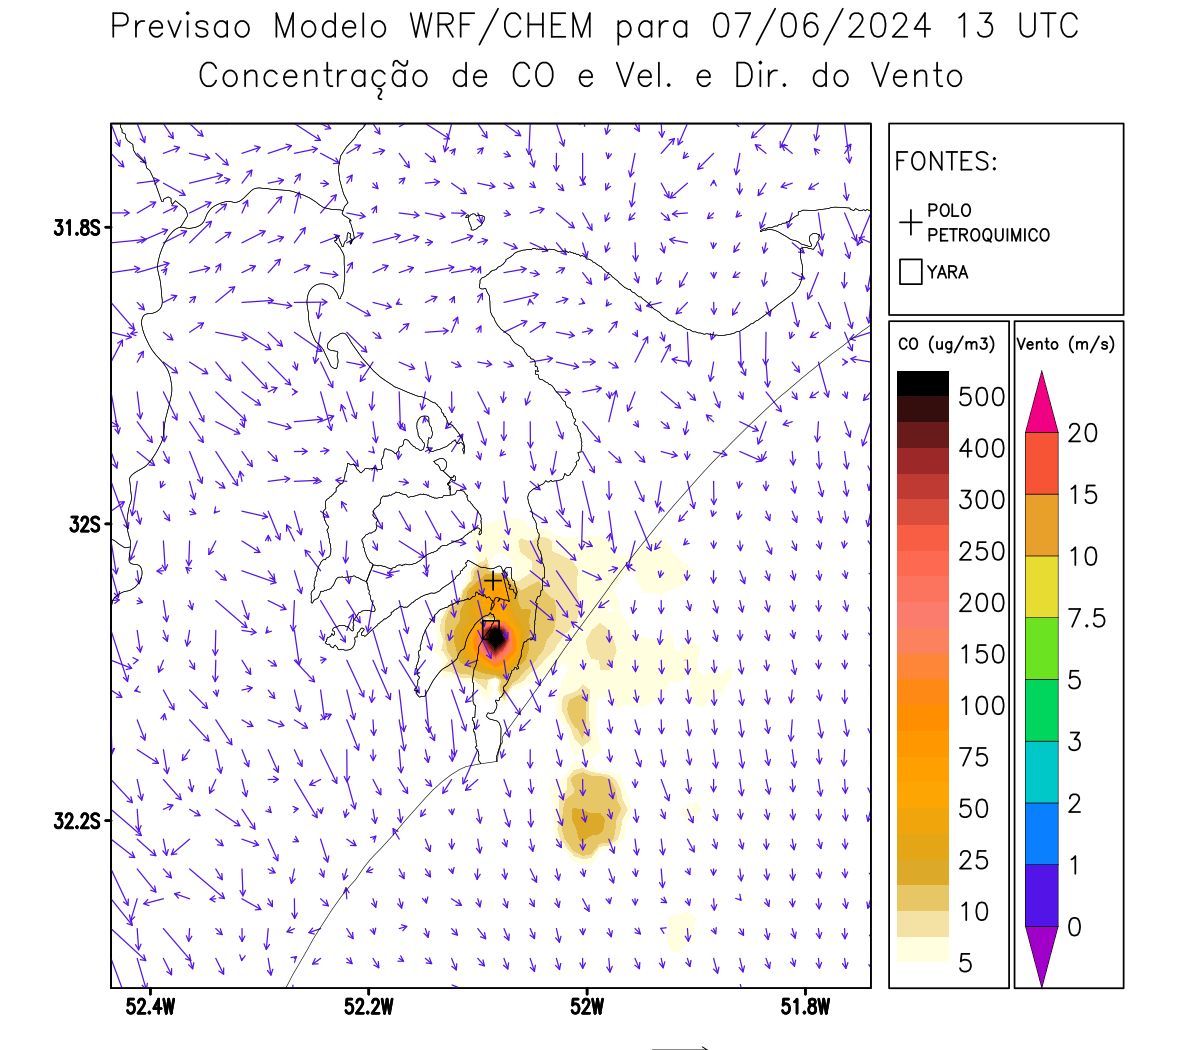 Previsao Modelo WRF/CHEM para 07/06/2024 13 UTC
Concentração de CO e Vel. e Dir. do Vento
FONTES:
POLO
PETROQUIMICO
YARA
CO (ug/m3)
500
400
300
250
200
150
100
75
50
25
10
5
Vento (m/s)
20
15
10
7.5
5
3
2
1
0
31.8S
32S
32.2S
52.4W
52.2W
52W
51.8W